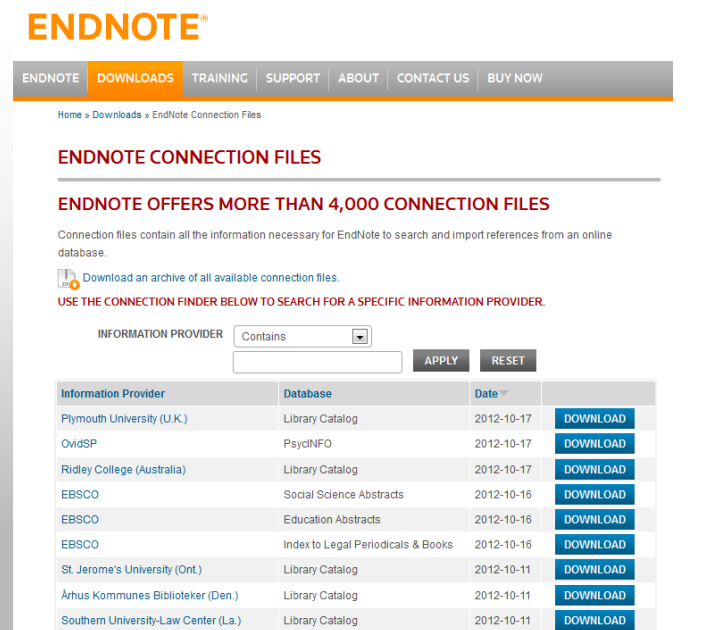 ENDNOTE®
ENDNOTE DOWNLOADS TRAINING SUPPORT ABOUT CONTACT US BUY NOW
Home » Downloads » EndNote Connection Files
ENDNOTE CONNECTION FILES
ENDNOTE OFFERS MORE THAN 4,000 CONNECTION FILES
Connection files contain all the information necessary for EndNote to search and import references from an online
database.
Download an archive of all available connection files.
USE THE CONNECTION FINDER BELOW TO SEARCH FOR A SPECIFIC INFORMATION PROVIDER.
INFORMATION PROVIDER Contains
APPLY RESET
Information Provider Database Date
Plymouth University (U.K.) Library Catalog 2012-10-17 DOWNLOAD
OvidSP PsycINFO 2012-10-17 DOWNLOAD
Ridley College (Australia) Library Catalog 2012-10-17 DOWNLOAD
EBSCO Social Science Abstracts 2012-10-16 DOWNLOAD
EBSCO Education Abstracts 2012-10-16 DOWNLOAD
EBSCO Index to Legal Periodicals & Books 2012-10-16 DOWNLOAD
St. Jerome's University (Ont.) Library Catalog 2012-10-11 DOWNLOAD
Århus Kommunes Biblioteker (Den.) Library Catalog 2012-10-11 DOWNLOAD
Southern University-Law Center (La.) Library Catalog 2012-10-11 DOWNLOAD